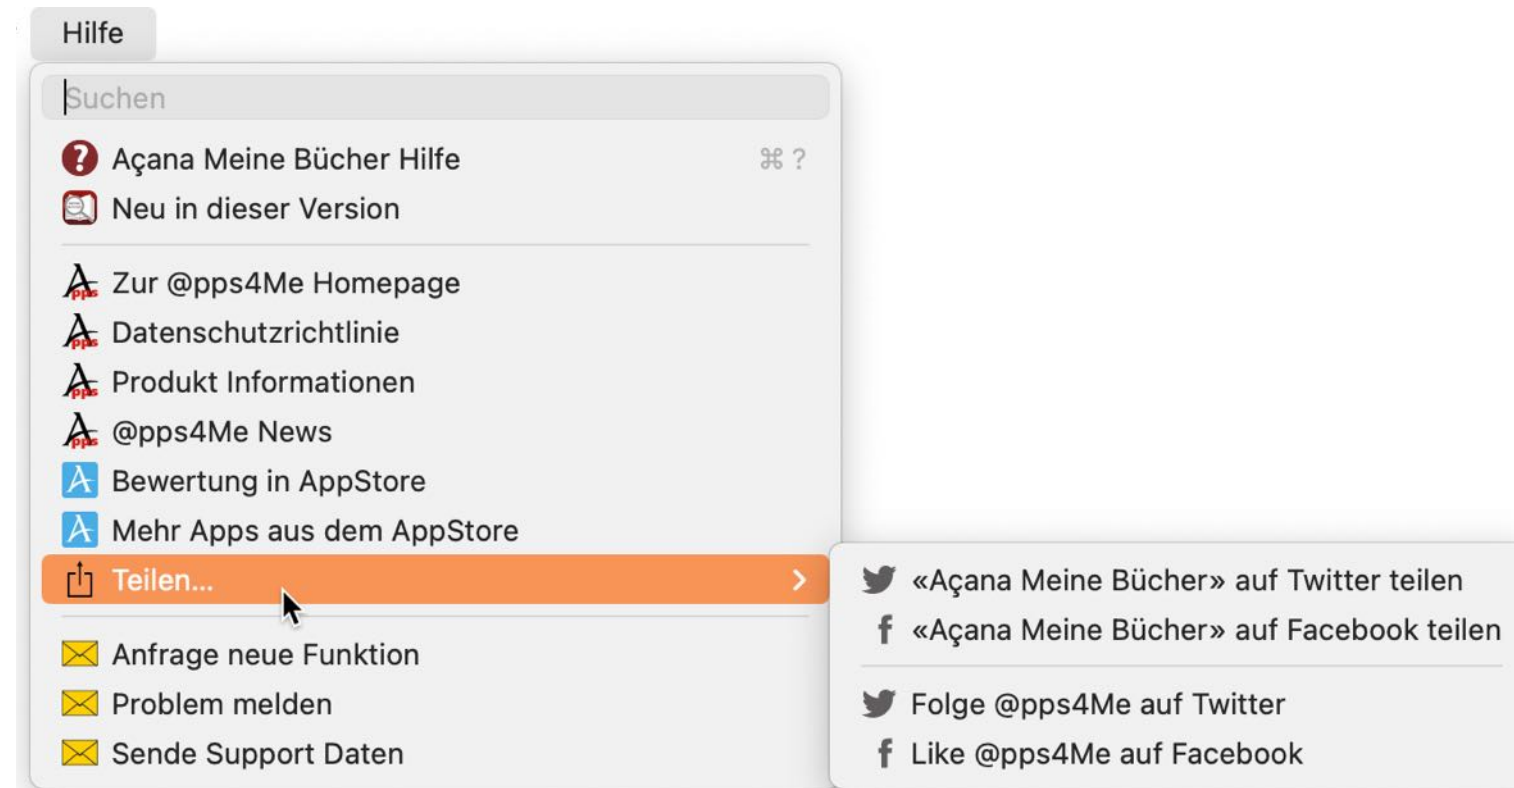 Hilfe
Suchen
Açana Meine Bücher Hilfe ⌘ ?
Neu in dieser Version
Zur @pps4Me Homepage
Datenschutzrichtlinie
Produkt Informationen
@pps4Me News
Bewertung in AppStore
Mehr Apps aus dem AppStore
Teilen...
«Açana Meine Bücher» auf Twitter teilen
«Açana Meine Bücher» auf Facebook teilen
Folge @pps4Me auf Twitter
Like @pps4Me auf Facebook
Anfrage neue Funktion
Problem melden
Sende Support Daten